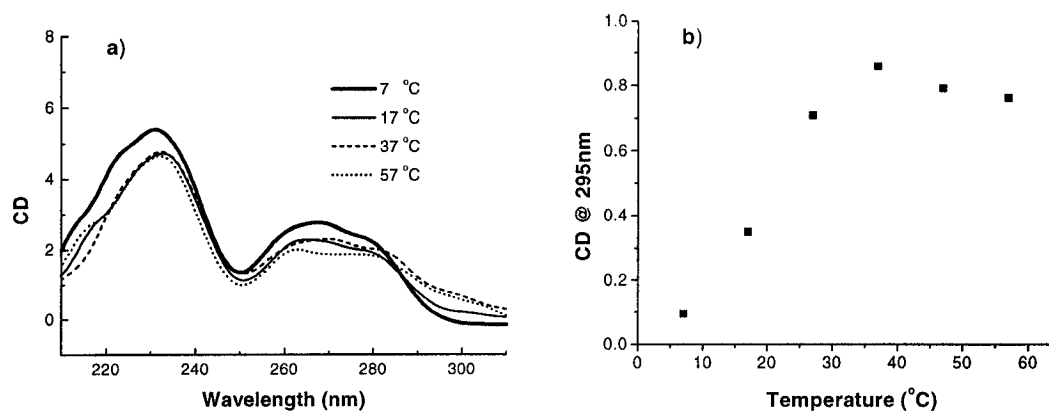 a)
8
6
4
2
0
CD
7 °C
17 °C
37 °C
57 °C
220 240 260 280 300
Wavelength (nm)
b)
1.0
0.8
0.6
0.4
0.2
0.0
CD @ 295nm
0 10 20 30 40 50 60
Temperature (°C)